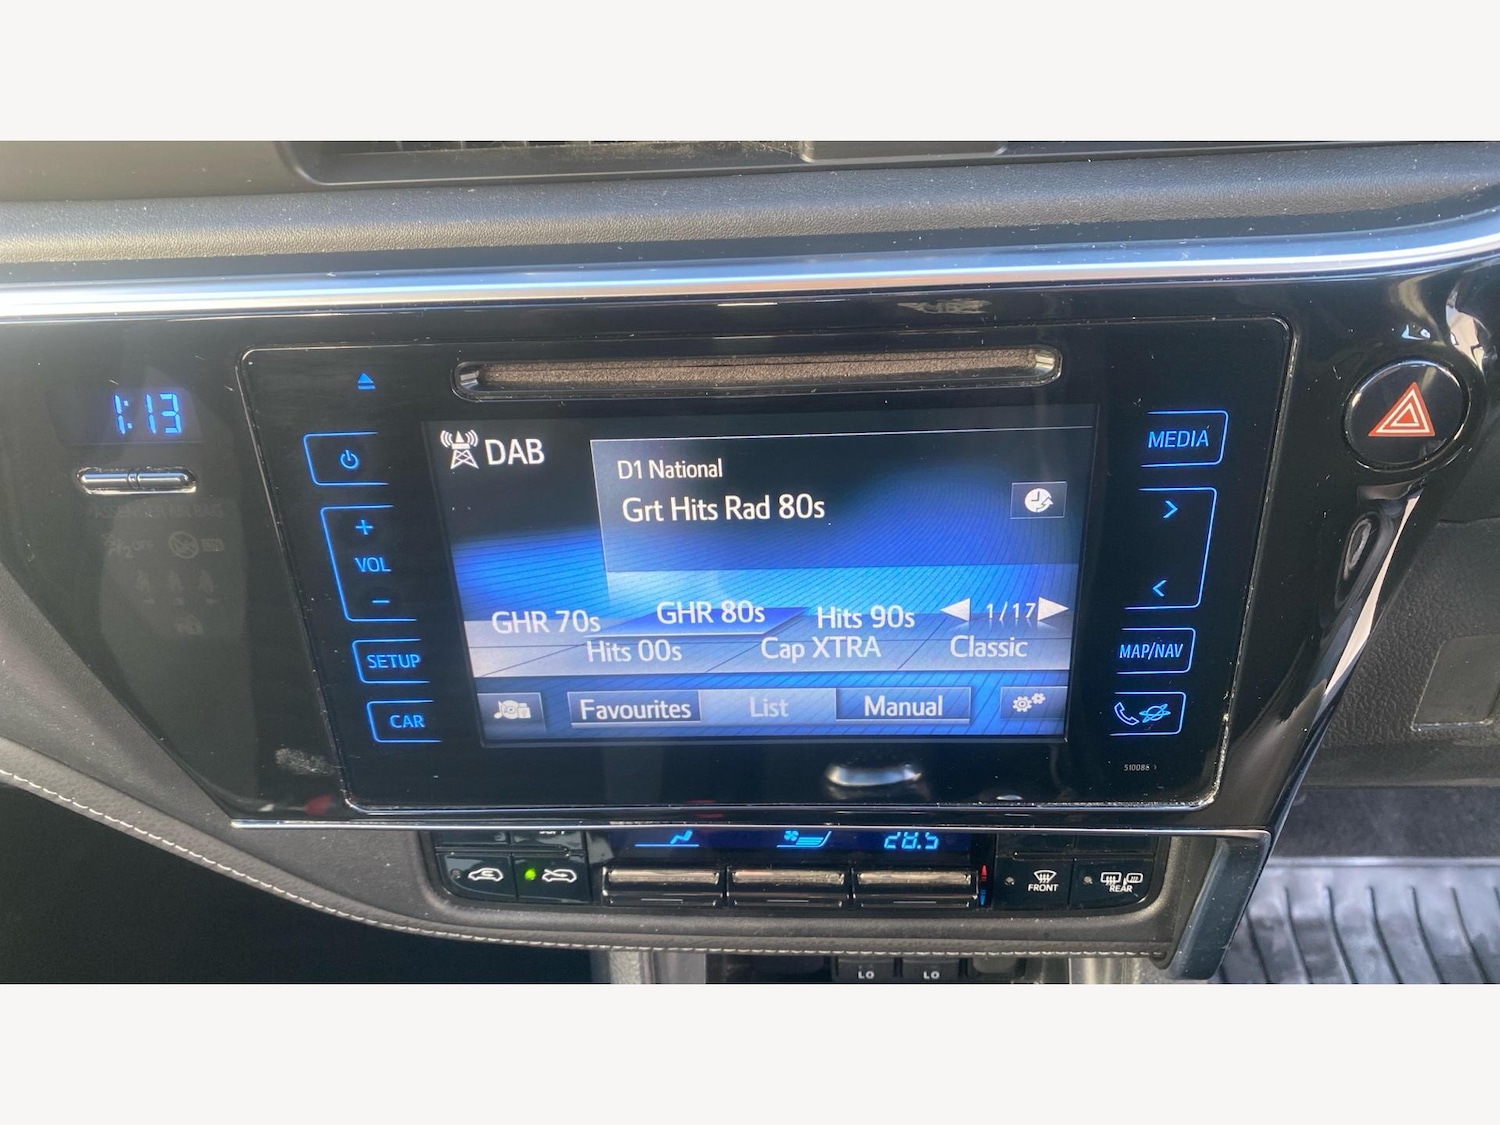 1:13
DAB
D1 National
Grt Hits Rad 80s
MEDIA
VOL
GHR 70s GHR 80s Hits 90s 1/17
Hits 00s Cap XTRA Classic
SETUP
MAP/NAV
Favourites List Manual
CAR
510086
28.5
FRONT
REAR
LO LO